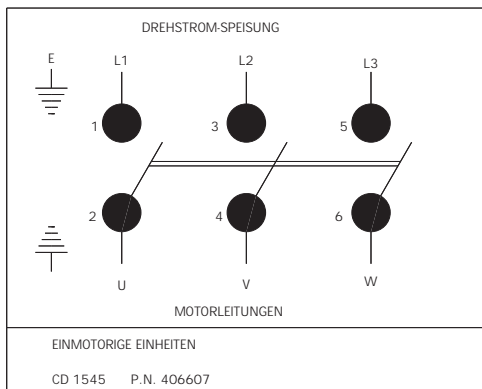 DREHSTROM-SPEISUNG
E L1 L2 L3
1 3 5
2 4 6
U V W
MOTORLEITUNGEN
EINMOTORIGE EINHEITEN
CD 1545 P.N. 406607